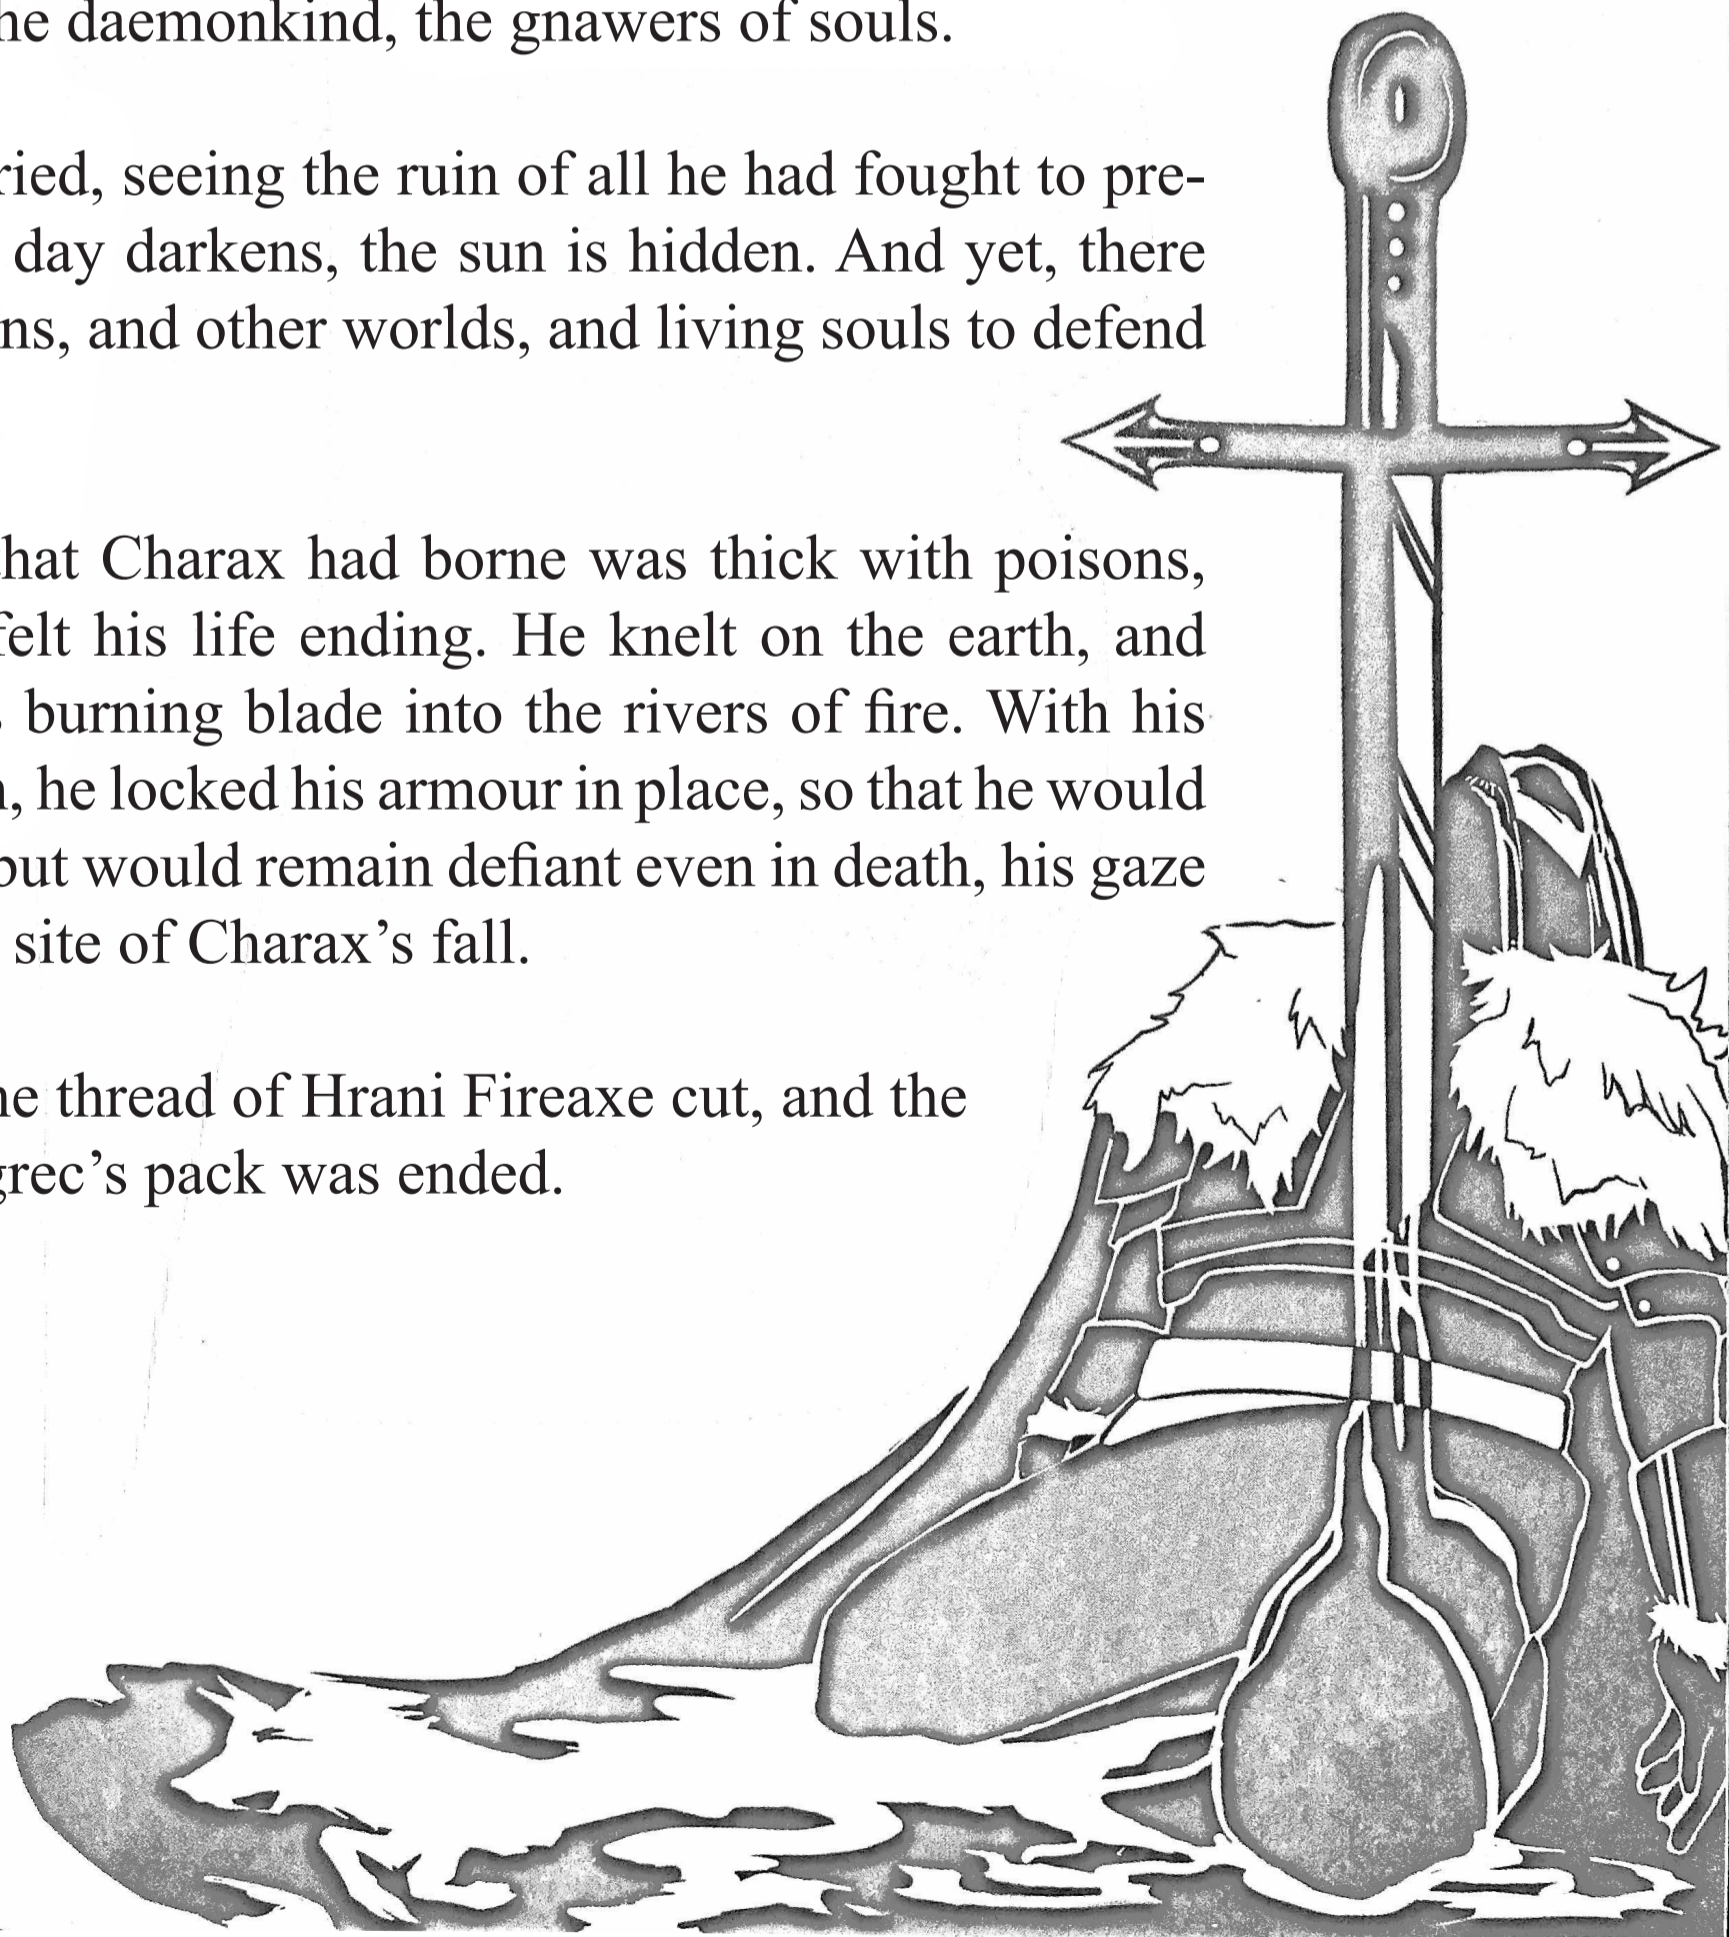 he daemonkind, the gnawers of souls.
ried, seeing the ruin of all he had fought to pre-
day darkens, the sun is hidden. And yet, there
ns, and other worlds, and living souls to defend
hat Charax had borne was thick with poisons,
felt his life ending. He knelt on the earth, and
burning blade into the rivers of fire. With his
, he locked his armour in place, so that he would
but would remain defiant even in death, his gaze
site of Charax’s fall.
he thread of Hrani Fireaxe cut, and the
grec’s pack was ended.